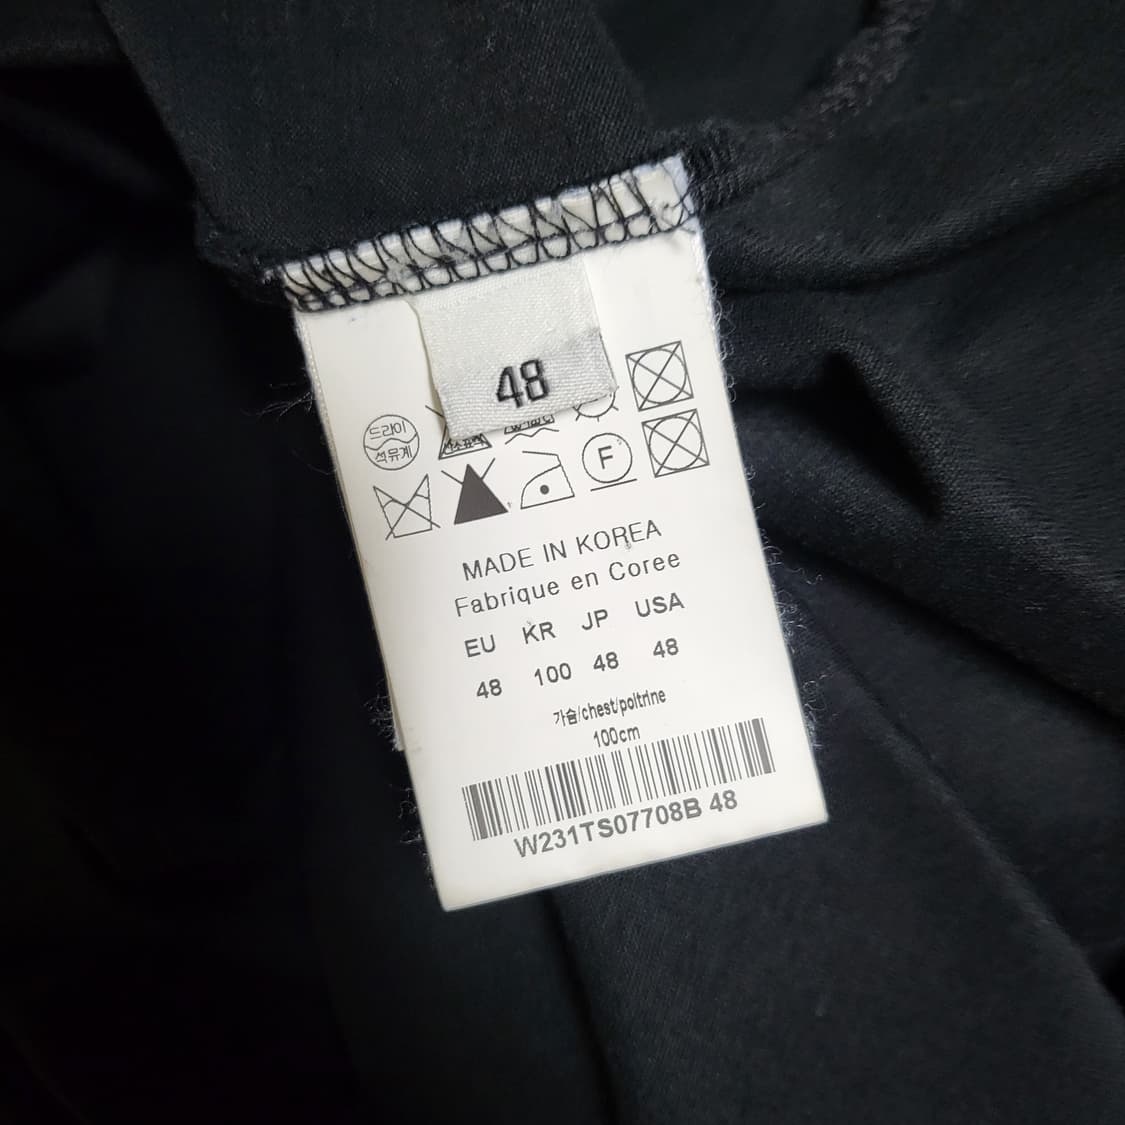 48
드라이
석유계
F
MADE IN KOREA
Fabrique en Coree
EU KR JP USA
48 100 48 48
가슴/chest/poltrine
100cm
W231TS07708B 48